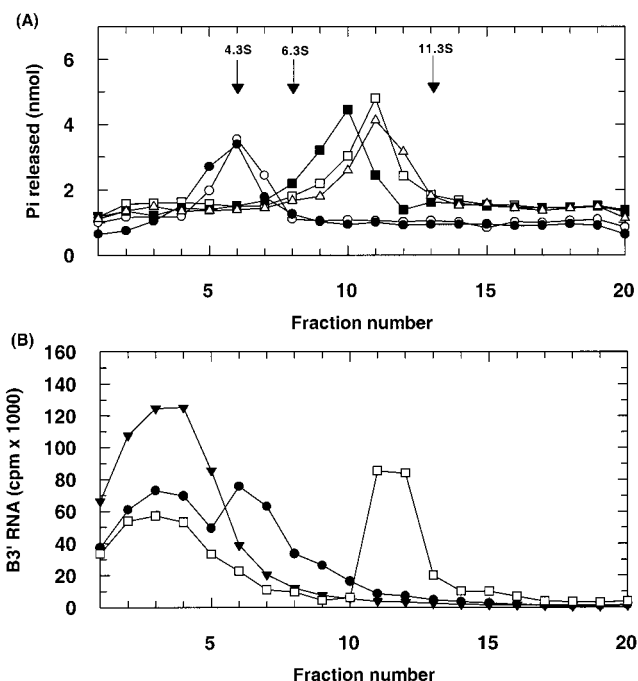 (A)
4.3S 6.3S 11.3S
6
4
2
0
Pi released (nmol)
5 10 15 20
Fraction number
(B)
160
140
120
100
80
60
40
20
0
B3' RNA (cpm x 1000)
5 10 15 20
Fraction number